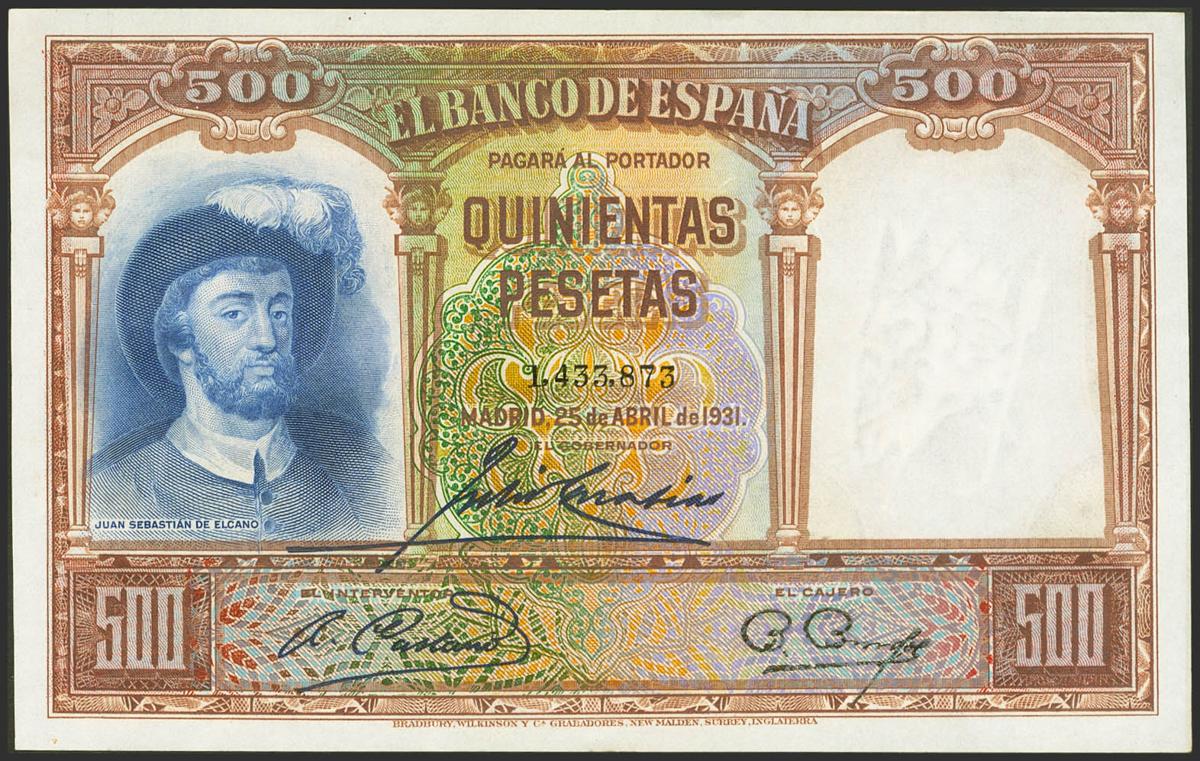 500
500
EL BANCO DE ESPAÑA
PAGARÁ AL PORTADOR
QUINIENTAS
PESETAS
1,433,873
MADRID, 25 de ABRIL de 1931.
EL GOBERNADOR
JUAN SEBASTIÁN DE ELCANO
EL INTERVENTOR
EL CAJERO
500
500
BRADBURY, WILKINSON Y Cª GRABADORES, NEW MALDEN, SURREY, INGLATERRA